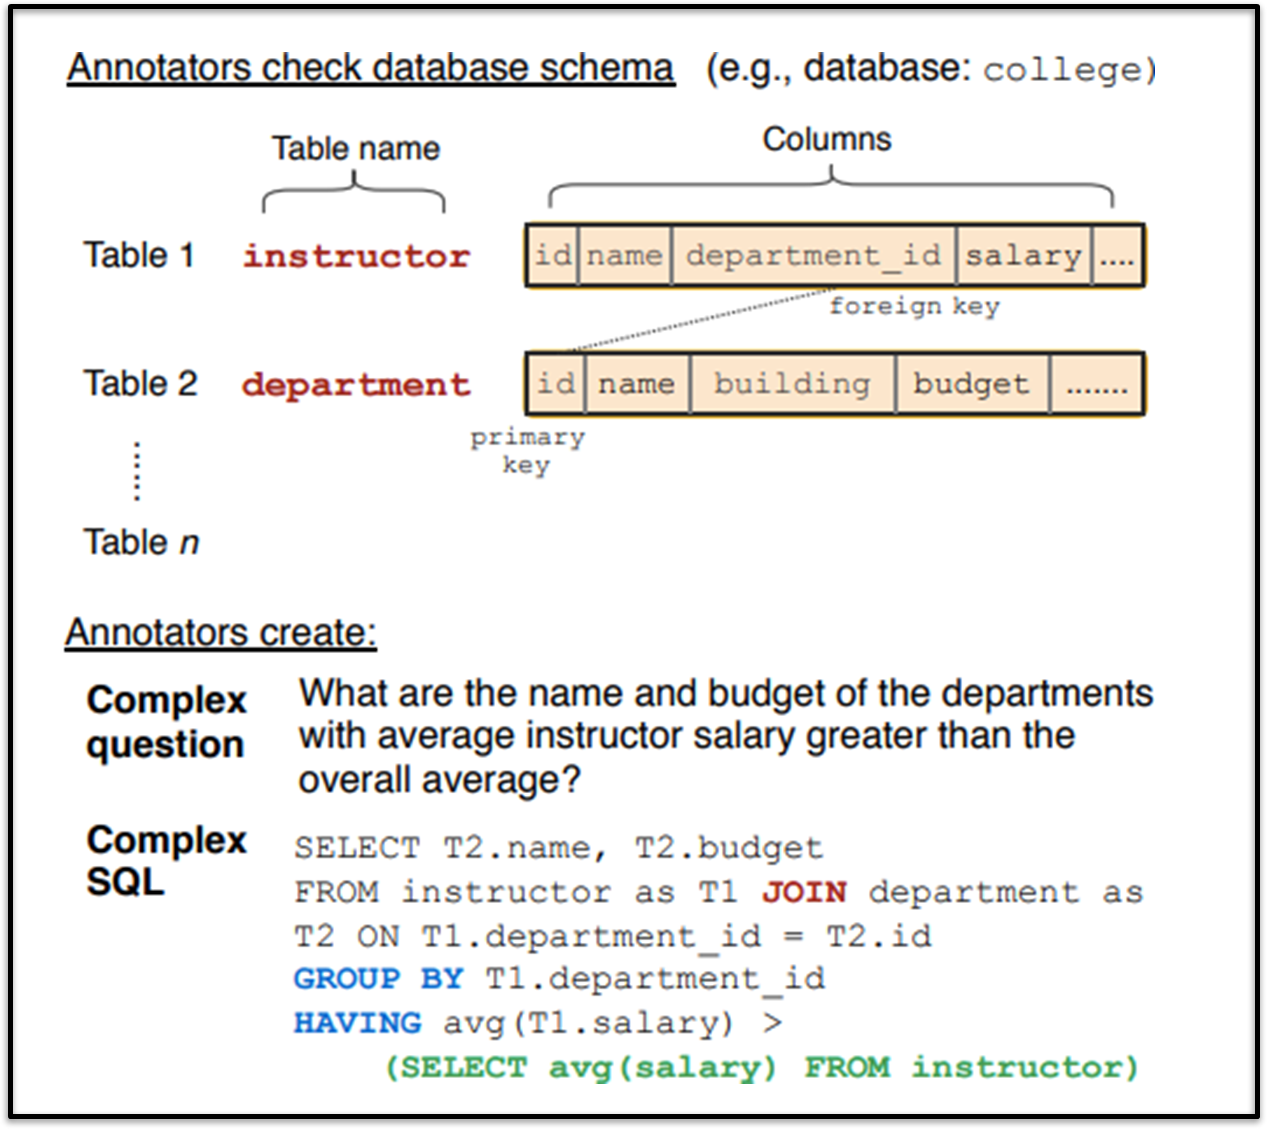 Annotators check database schema (e.g., database: college)
Table name
Columns
Table 1 instructor id name department_id salary ....
foreign key
Table 2 department id name building budget .......
primary
key
Table n
Annotators create:
Complex
question
What are the name and budget of the departments
with average instructor salary greater than the
overall average?
Complex
SQL
SELECT T2.name, T2.budget
FROM instructor as T1 JOIN department as
T2 ON T1.department_id = T2.id
GROUP BY T1.department_id
HAVING avg(T1.salary) >
(SELECT avg(salary) FROM instructor)